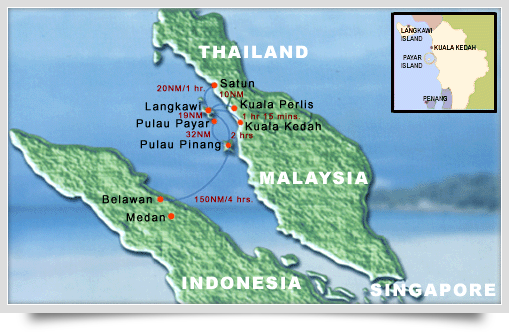 THAILAND
LANGKAWI
ISLAND
KUALA KEDAH
PAYAR
ISLAND
PENANG
Satun
20NM/1 hr.
10NM
Langkawi
Kuala Perlis
19NM
1 hr 15 mins
Pulau Payar
Kuala Kedah
32NM
2 hrs
Pulau Pinang
MALAYSIA
Belawan
150NM/4 hrs.
Medan
INDONESIA
SINGAPORE